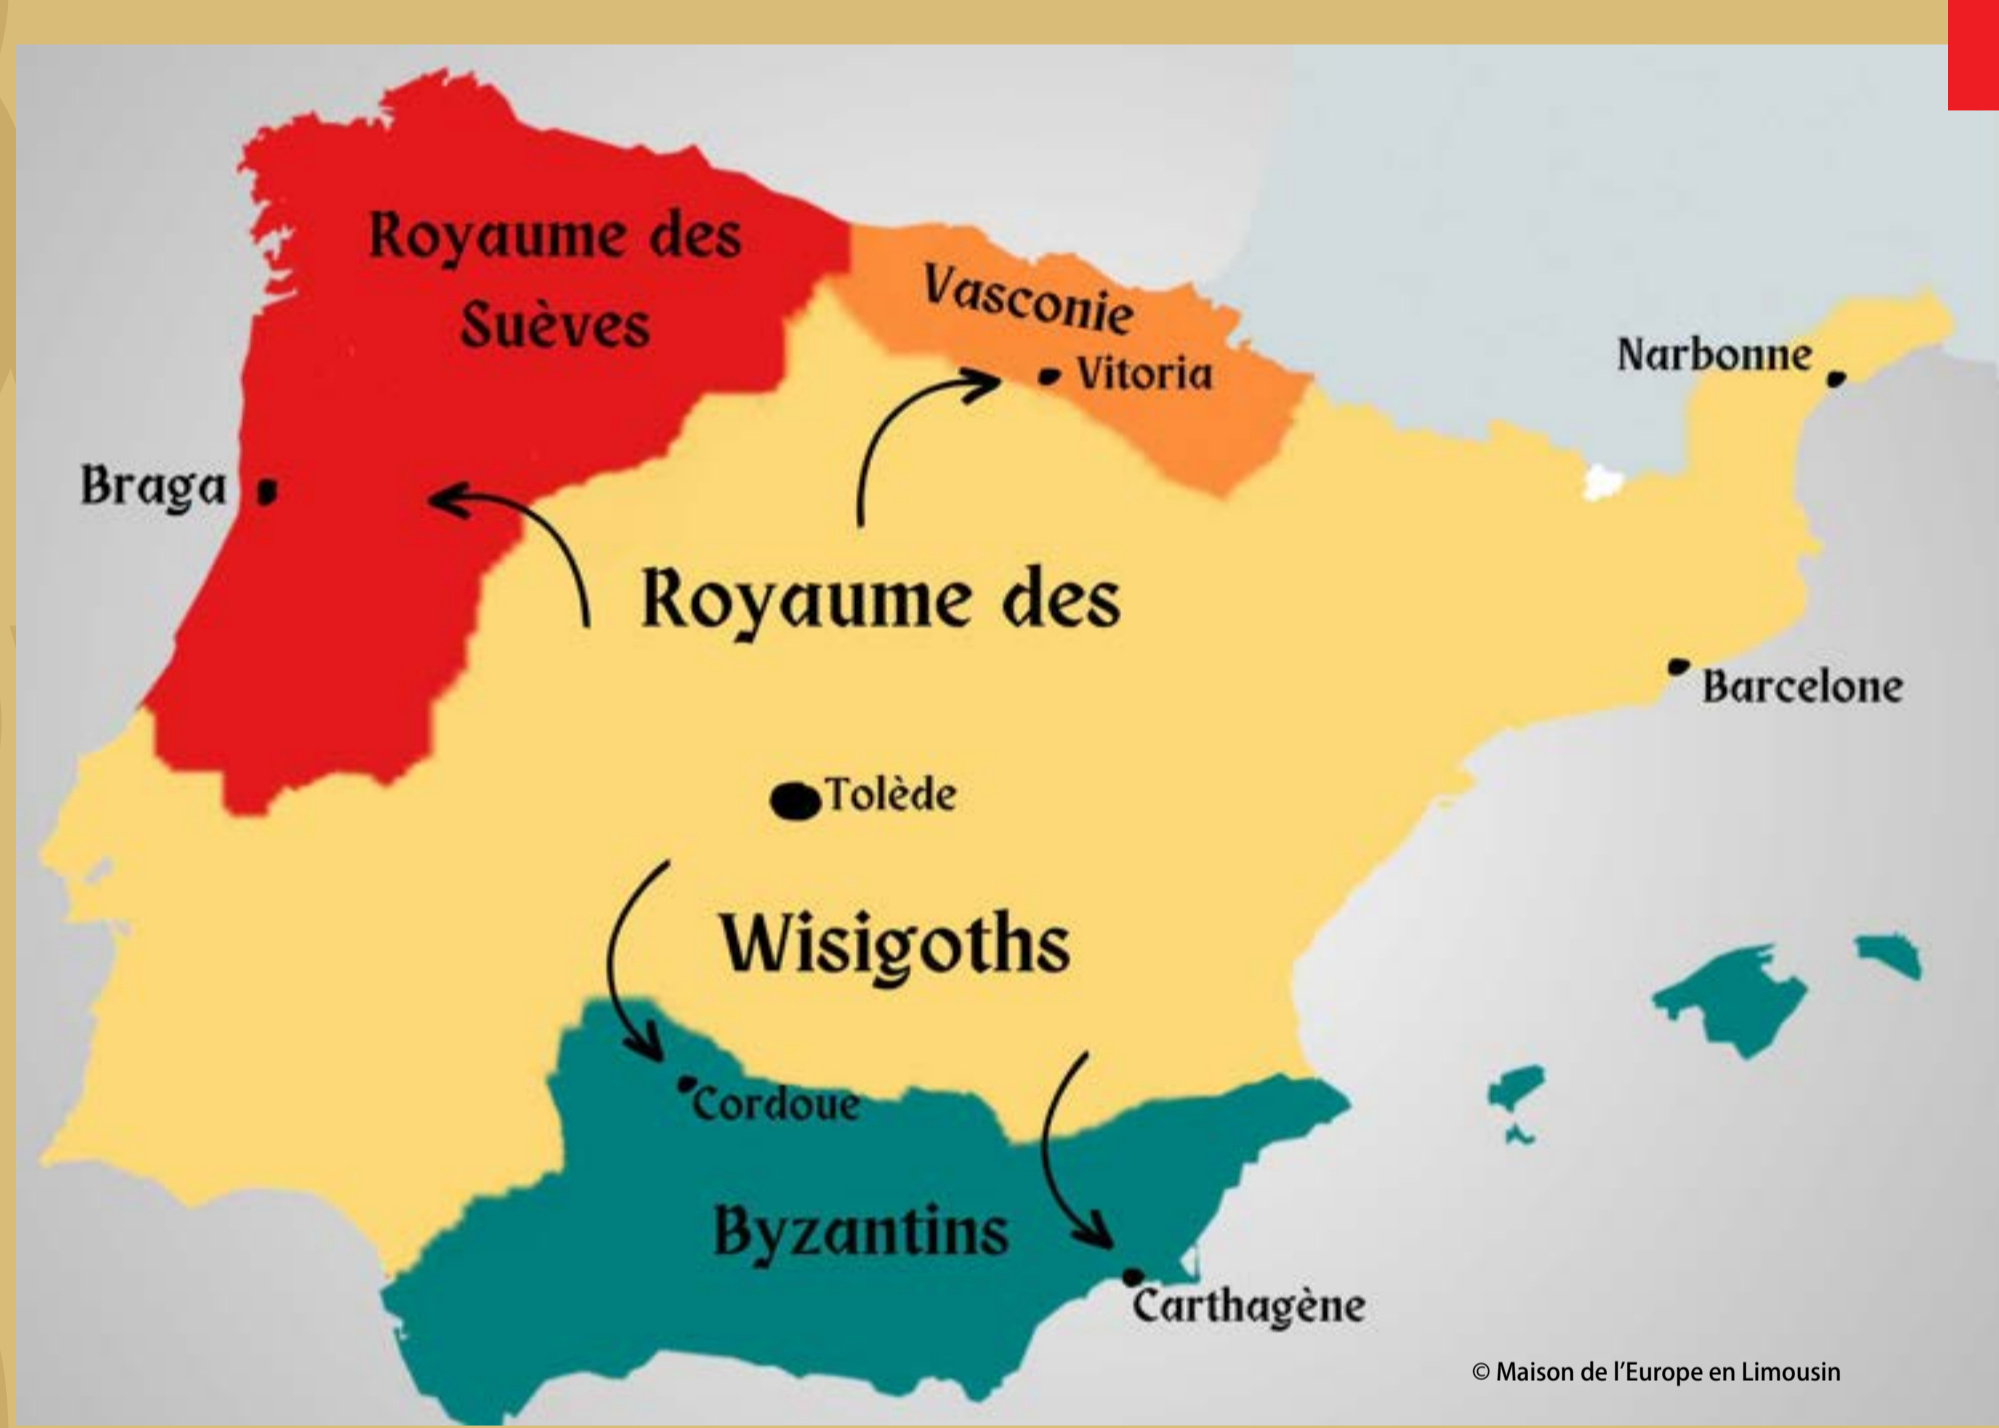 Royaume des
Suèves
Vasconie
Vitoria
Narbonne
Braga
Royaume des
Barcelone
Tolède
Wisigoths
Cordoue
Byzantins
Carthagène
© Maison de l'Europe en Limousin